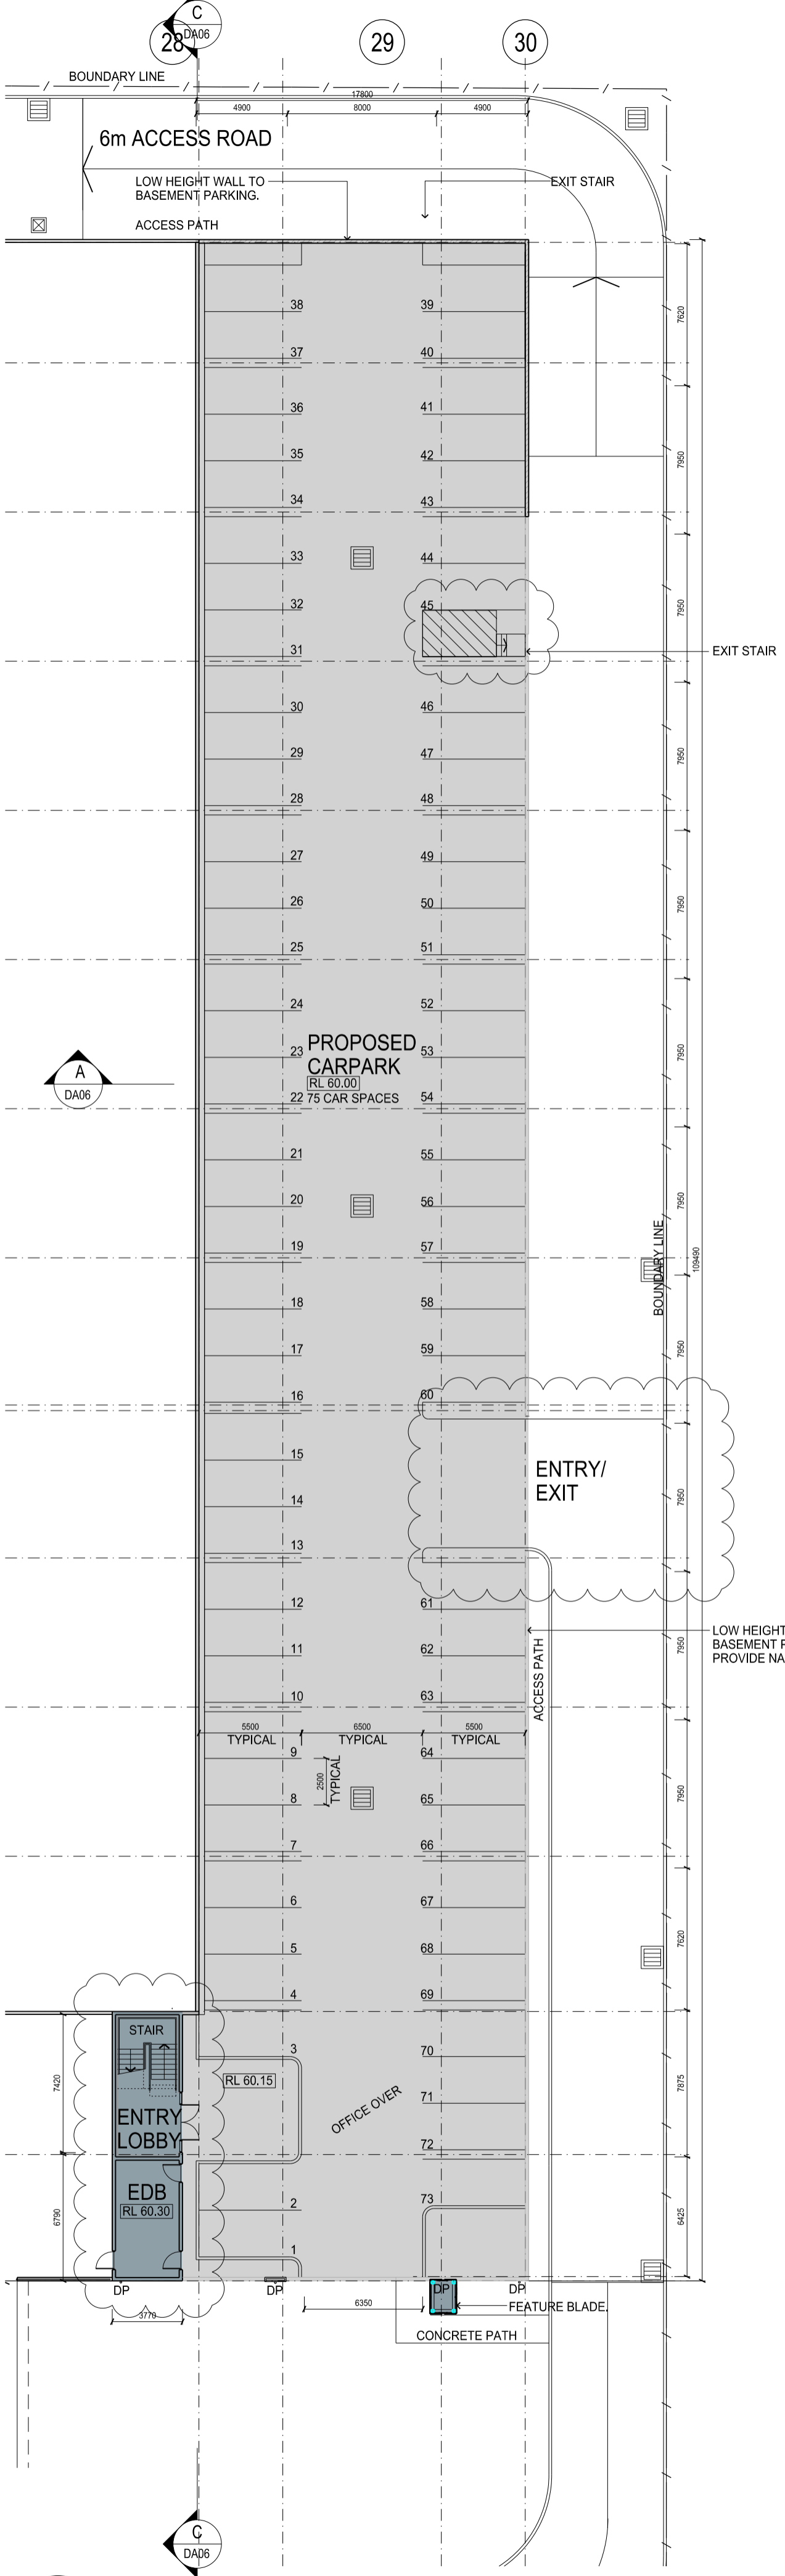 C
DA06
28
29
30
BOUNDARY LINE
17800
4900
8000
4900
6m ACCESS ROAD
LOW HEIGHT WALL TO
BASEMENT PARKING.
EXIT STAIR
ACCESS PATH
38
39
7620
37
40
36
41
35
42
7950
34
43
33
44
32
45
7950
31
EXIT STAIR
30
46
29
47
7950
28
48
27
49
26
50
7950
25
51
24
52
PROPOSED
CARPARK
RL 60.00
75 CAR SPACES
23
53
7950
A
DA06
22
54
21
55
20
56
7950
19
57
BOUNDARY LINE
109490
18
58
17
59
7950
16
60
15
ENTRY/
EXIT
14
7950
13
12
61
LOW HEIGHT
BASEMENT P
PROVIDE NA
11
62
7950
ACCESS PATH
10
63
5500
TYPICAL
6500
TYPICAL
5500
TYPICAL
9
64
2500
TYPICAL
8
65
7950
7
66
6
67
5
68
7620
4
69
STAIR
3
70
RL 60.15
7420
7875
71
OFFICE OVER
ENTRY
LOBBY
72
EDB
RL 60.30
2
73
6790
6425
1
DP
DP
DP
DP
6350
FEATURE BLADE.
3770
CONCRETE PATH
C
DA06